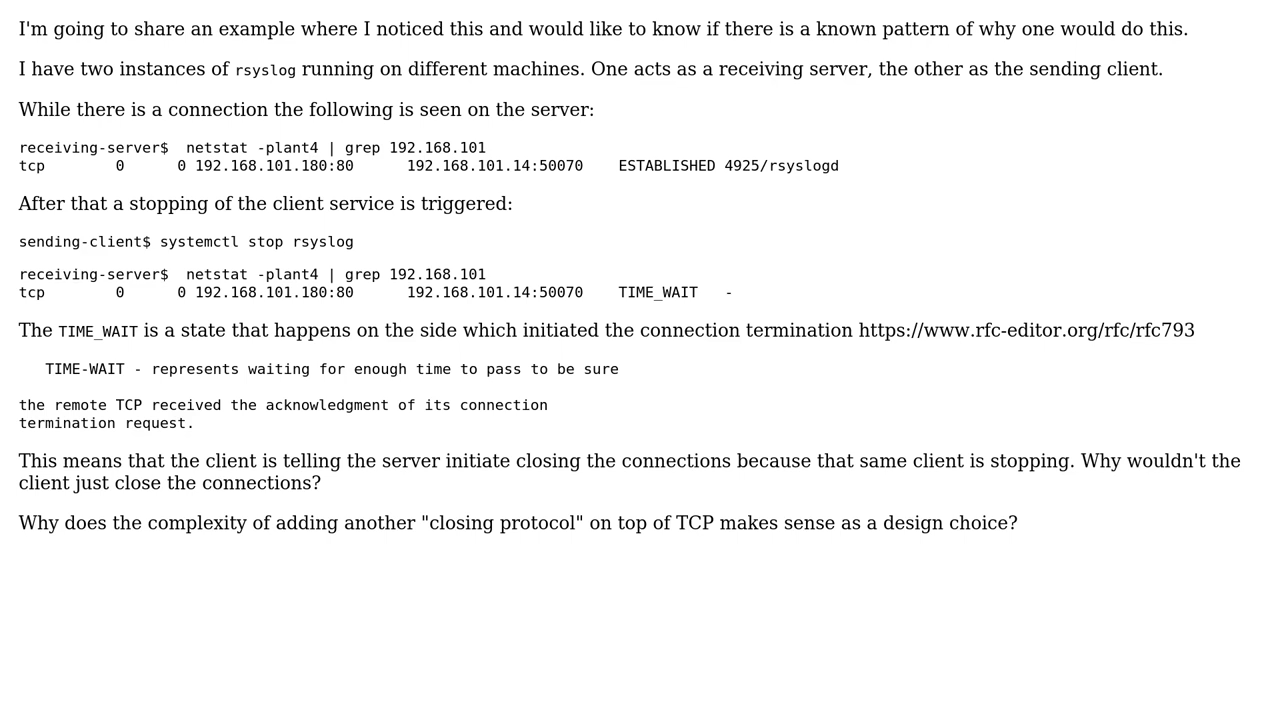 I'm going to share an example where I noticed this and would like to know if there is a known pattern of why one would do this.
I have two instances of rsyslog running on different machines. One acts as a receiving server, the other as the sending client.
While there is a connection the following is seen on the server:
receiving-server$  netstat -plant4 | grep 192.168.101
tcp        0      0 192.168.101.180:80      192.168.101.14:50070    ESTABLISHED 4925/rsyslogd
After that a stopping of the client service is triggered:
sending-client$ systemctl stop rsyslog
receiving-server$  netstat -plant4 | grep 192.168.101
tcp        0      0 192.168.101.180:80      192.168.101.14:50070    TIME_WAIT   -
The TIME_WAIT is a state that happens on the side which initiated the connection termination https://www.rfc-editor.org/rfc/rfc793
   TIME-WAIT - represents waiting for enough time to pass to be sure
the remote TCP received the acknowledgment of its connection
termination request.
This means that the client is telling the server initiate closing the connections because that same client is stopping. Why wouldn't the
client just close the connections?
Why does the complexity of adding another "closing protocol" on top of TCP makes sense as a design choice?